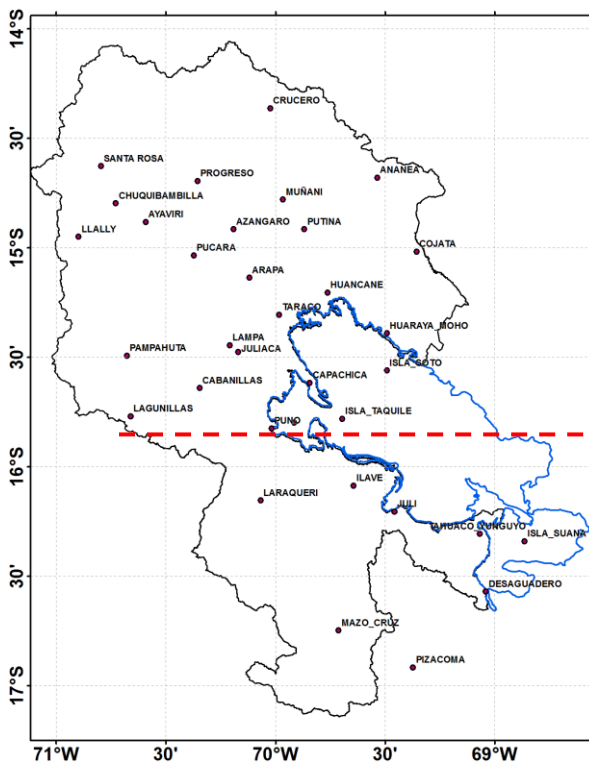 14°S
CRUCERO
30'
SANTA ROSA
PROGRESO
ANANEA
MUÑANI
CHUQUIBAMBILLA
AYAVIRI
AZANGARO
PUTINA
LLALLY
COJATA
15°S
PUCARA
ARAPA
HUANCANE
TARACO
HUARAYA_MOHO
LAMPA
JULIACA
30'
PAMPAHUTA
ISLA_SOTO
CABANILLAS
CAPACHICA
LAGUNILLAS
ISLA_TAQUILE
PUNO
16°S
ILAVE
LARAQUERI
JULI
TAHUACO_YUNGUYO
ISLA_SUANA
30'
DESAGUADERO
MAZO_CRUZ
PIZACOMA
17°S
71°W 30' 70°W 30' 69°W